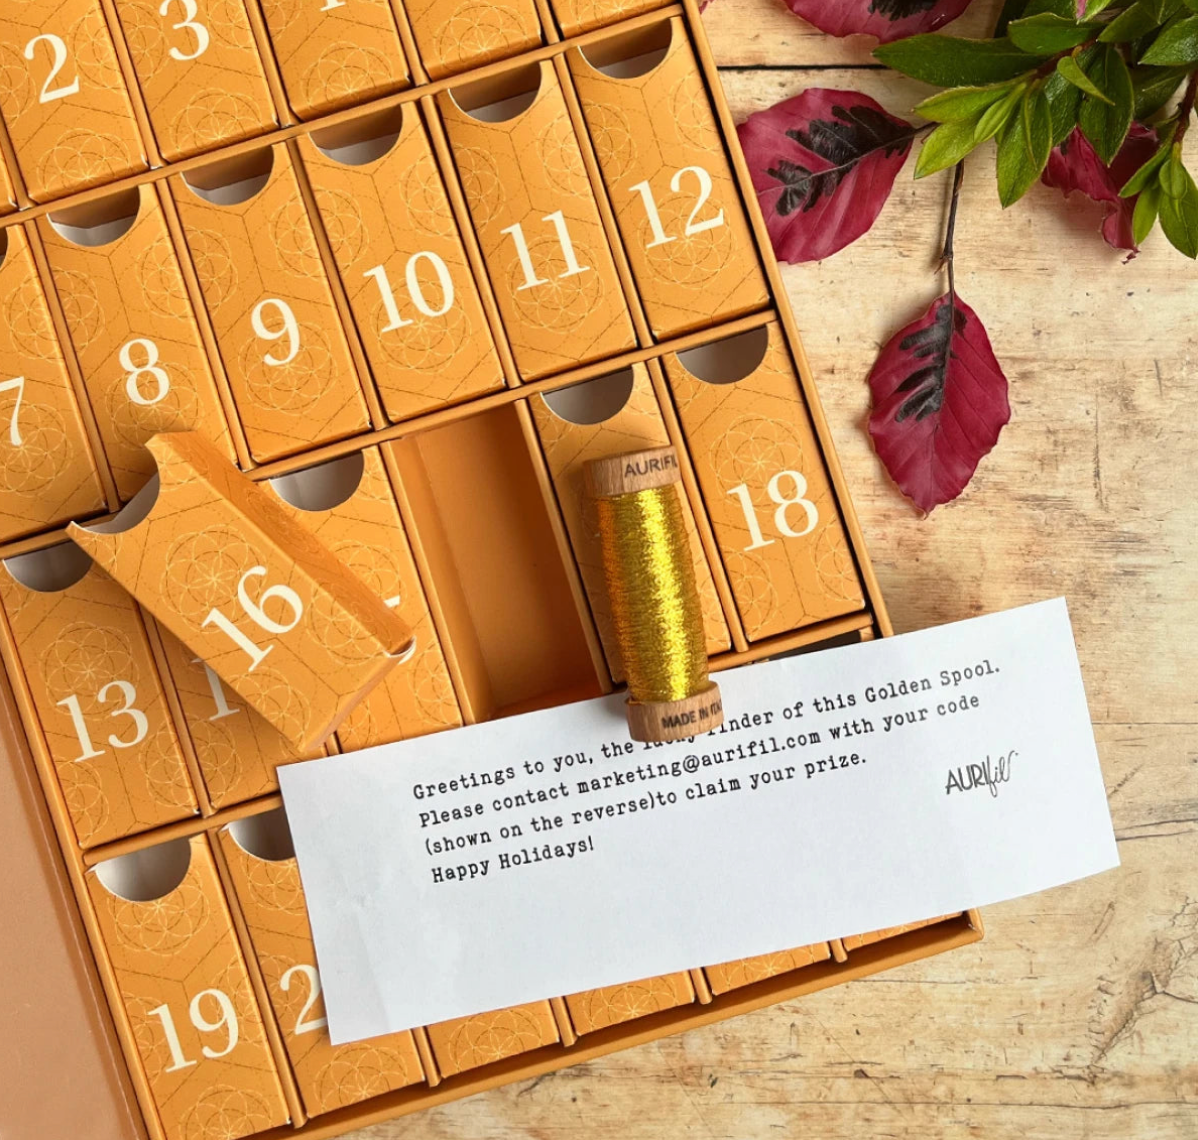 2
3
7
8
9
10
11
12
16
13
18
19
AURIFIL
MADE IN
Greetings to you, the lucky finder of this Golden Spool.
Please contact marketing@aurifil.com with your code
(shown on the reverse)to claim your prize.
Happy Holidays!
AURIfil